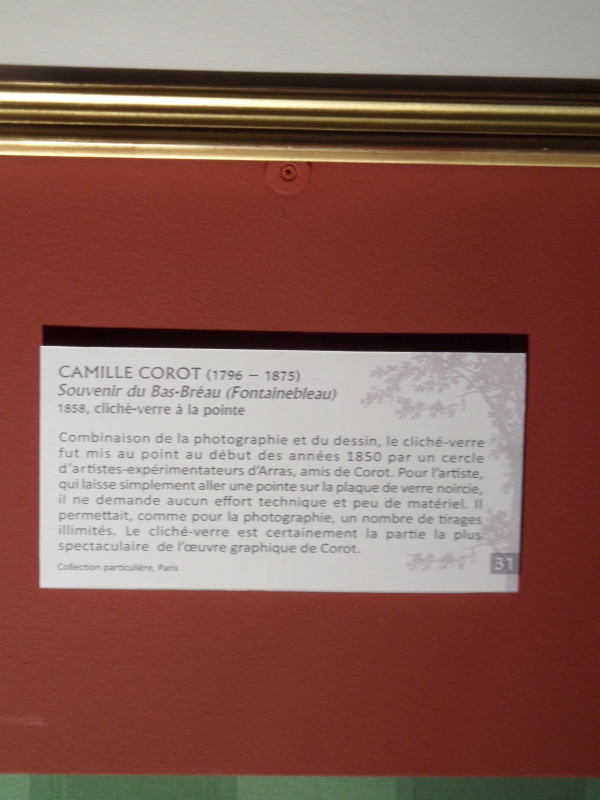 CAMILLE COROT (1796 – 1875)
Souvenir du Bas-Bréau (Fontainebleau)
1858, cliché-verre à la pointe
Combinaison de la photographie et du dessin, le cliché-verre
fut mis au point au début des années 1850 par un cercle
d'artistes-expérimentateurs d'Arras, amis de Corot. Pour l'artiste,
qui laisse simplement aller une pointe sur la plaque de verre noircie,
il ne demande aucun effort technique et peu de matériel. Il
permettait, comme pour la photographie, un nombre de tirages
illimités. Le cliché-verre est certainement la partie la plus
spectaculaire de l'œuvre graphique de Corot.
Collection particulière, Paris
31